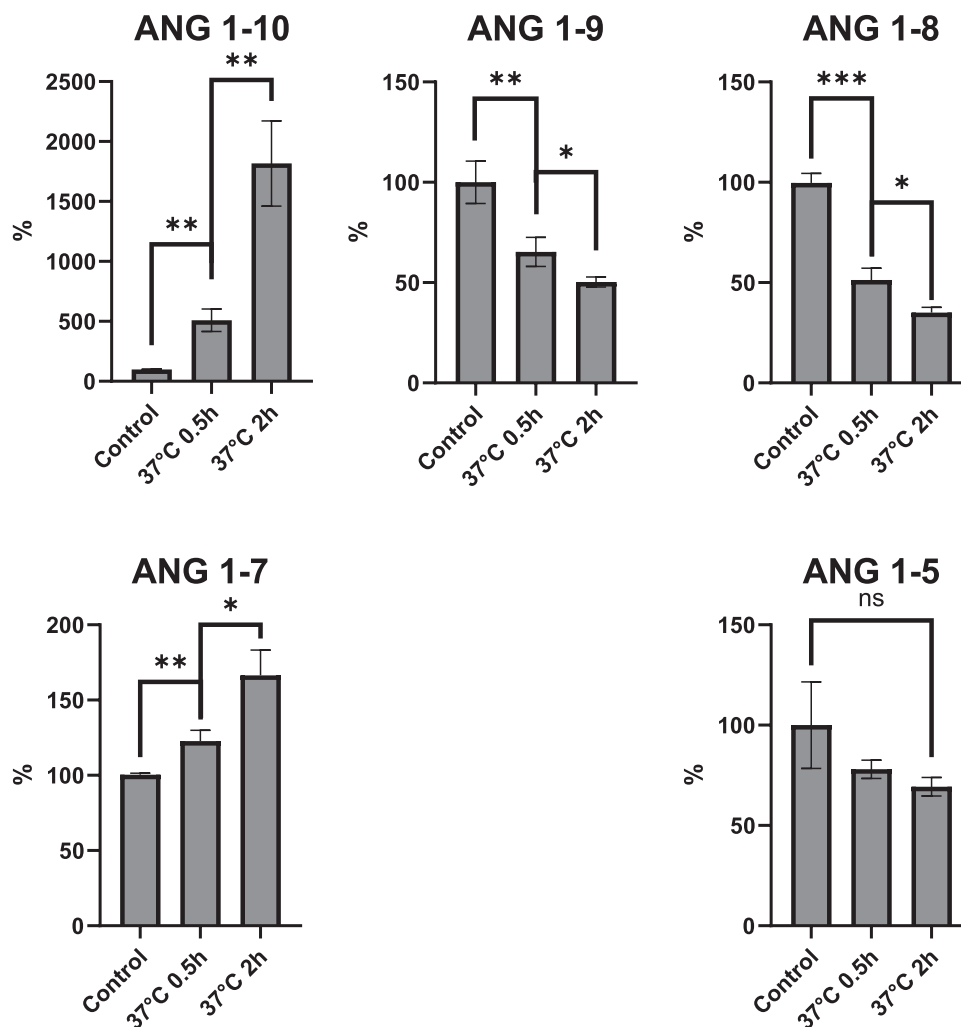 ANG 1-10
%
2500
2000
1500
1000
500
0
**
**
Control
37°C 0.5h
37°C 2h
ANG 1-9
%
150
100
50
0
**
*
Control
37°C 0.5h
37°C 2h
ANG 1-8
%
150
100
50
0
***
*
Control
37°C 0.5h
37°C 2h
ANG 1-7
%
200
150
100
50
0
**
*
Control
37°C 0.5h
37°C 2h
ANG 1-5
ns
%
150
100
50
0
Control
37°C 0.5h
37°C 2h